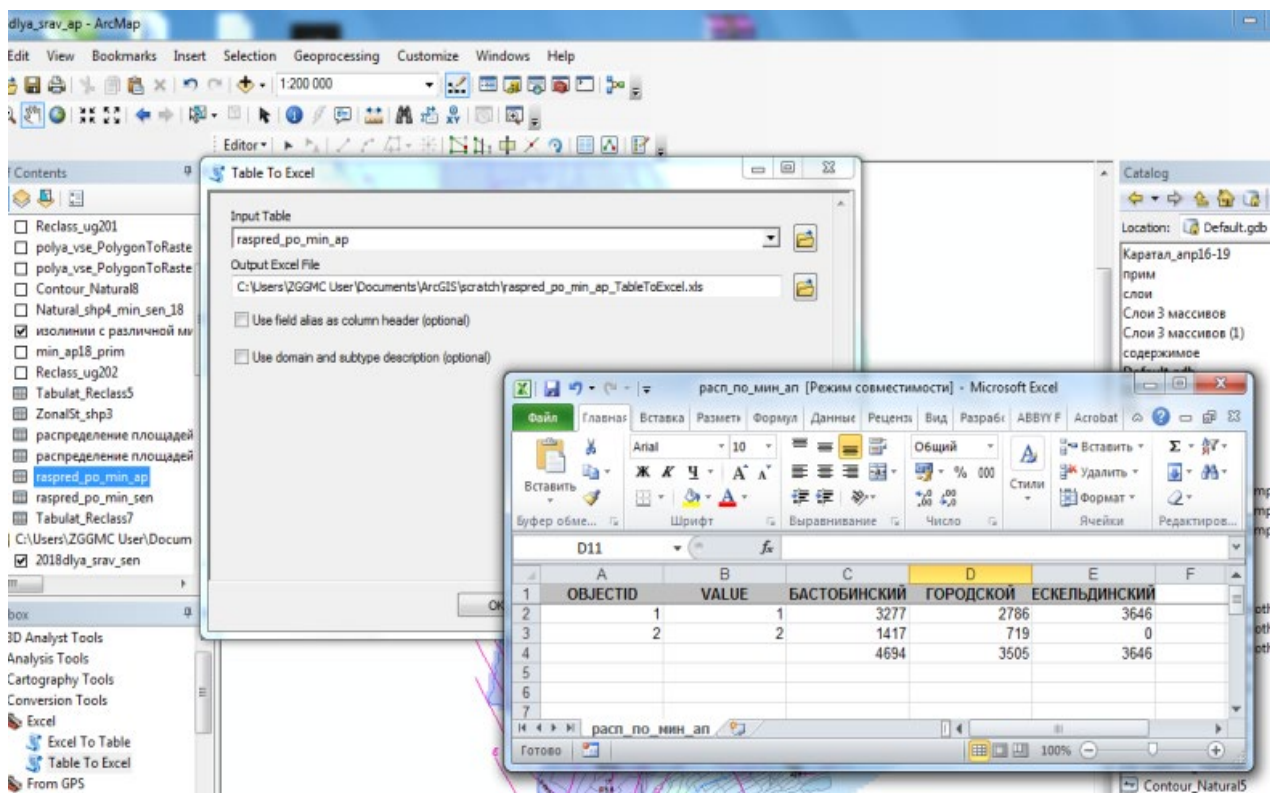 dlya_srav_ap - ArcMap
Edit View Bookmarks Insert Selection Geoprocessing Customize Windows Help
1:200 000
Editor
Contents
Table To Excel
Catalog
Input Table
raspred_po_min_ap
Output Excel File
C:\Users\ZGGMC User\Documents\ArcGIS\scratch\raspred_po_min_ap_TableToExcel.xls
Use field alias as column header (optional)
Use domain and subtype description (optional)
Location: Default.gdb
Каратал_апр16-19
прим
слои
Слои 3 массивов
Слои 3 массивов (1)
содержимое
Default.gdb
Reclass_ug201
polya_vse_PolygonToRaste
polya_vse_PolygonToRaste
Contour_Natural8
Natural_shp4_min_sen_18
изолинии с различной ми
min_ap18_prim
Reclass_ug202
Tabulat_Reclass5
ZonalSt_shp3
распределение площадей
распределение площадей
raspred_po_min_ap
raspred_po_min_sen
Tabulat_Reclass7
C:\Users\ZGGMC User\Docum
2018dlya_srav_sen
box
3D Analyst Tools
Analysis Tools
Cartography Tools
Conversion Tools
Excel
Excel To Table
Table To Excel
From GPS
OK
расп_по_мин_ап [Режим совместимости] - Microsoft Excel
Файл Главная Вставка Разметк Формул Данные Реценз Вид Разрабо ABBYY F Acrobat
Arial 10
Общий
Вставить
Ж К Ч
% 000
Стили
Вставить
Удалить
Формат
Буфер обме... Шрифт Выравнивание Число Ячейки Редактиров...
D11 fx
A B C D E F
1 OBJECTID VALUE БАСТОБИНСКИЙ ГОРОДСКОЙ ЕСКЕЛЬДИНСКИЙ
2 1 1 3277 2786 3646
3 2 2 1417 719 0
4 4694 3505 3646
5
6
7
расп_по_мин_ап
Готово 100%
Contour_Natural5